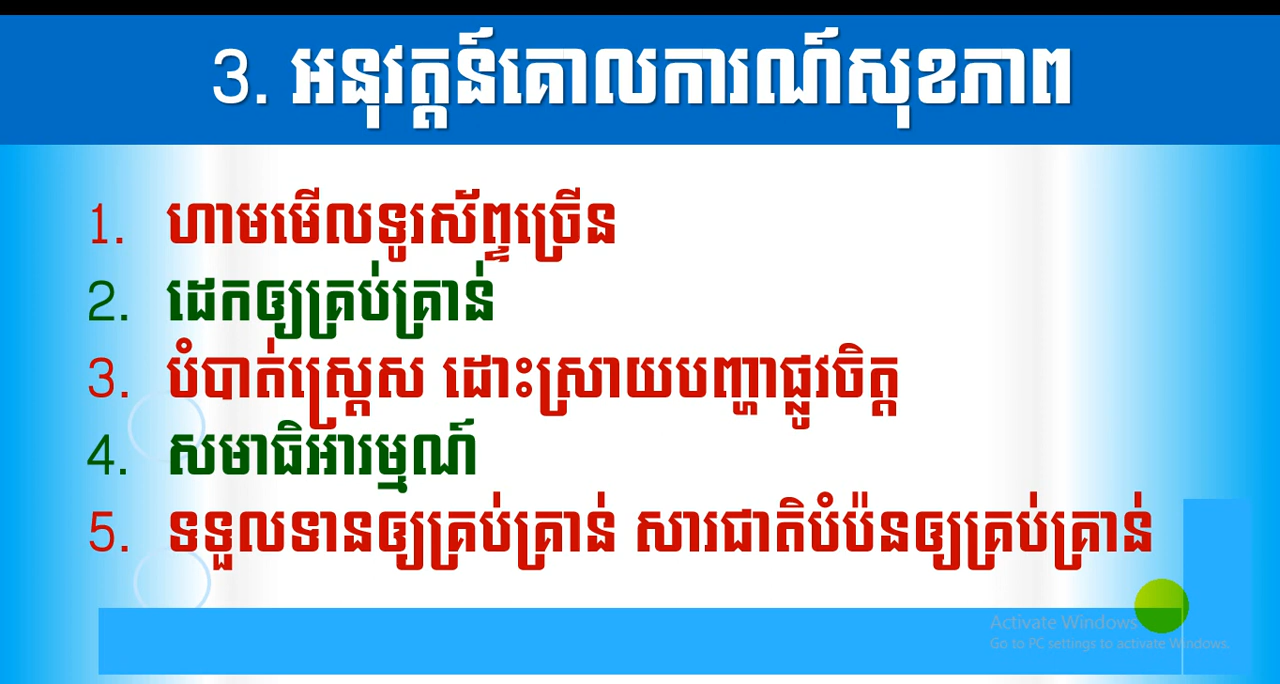 3. អនុវត្តន៍គោលការណ៍សុខភាព
1. ហាមមើលទូរស័ព្ទច្រើន
2. ដេកឲ្យគ្រប់គ្រាន់
3. បំបាត់ស្ត្រេស ដោះស្រាយបញ្ហាផ្លូវចិត្ត
4. សមាធិអារម្មណ៍
5. ទទួលទានឲ្យគ្រប់គ្រាន់ សារជាតិបំប៉នឲ្យគ្រប់គ្រាន់
Activate Windows
Go to PC settings to activate Windows.